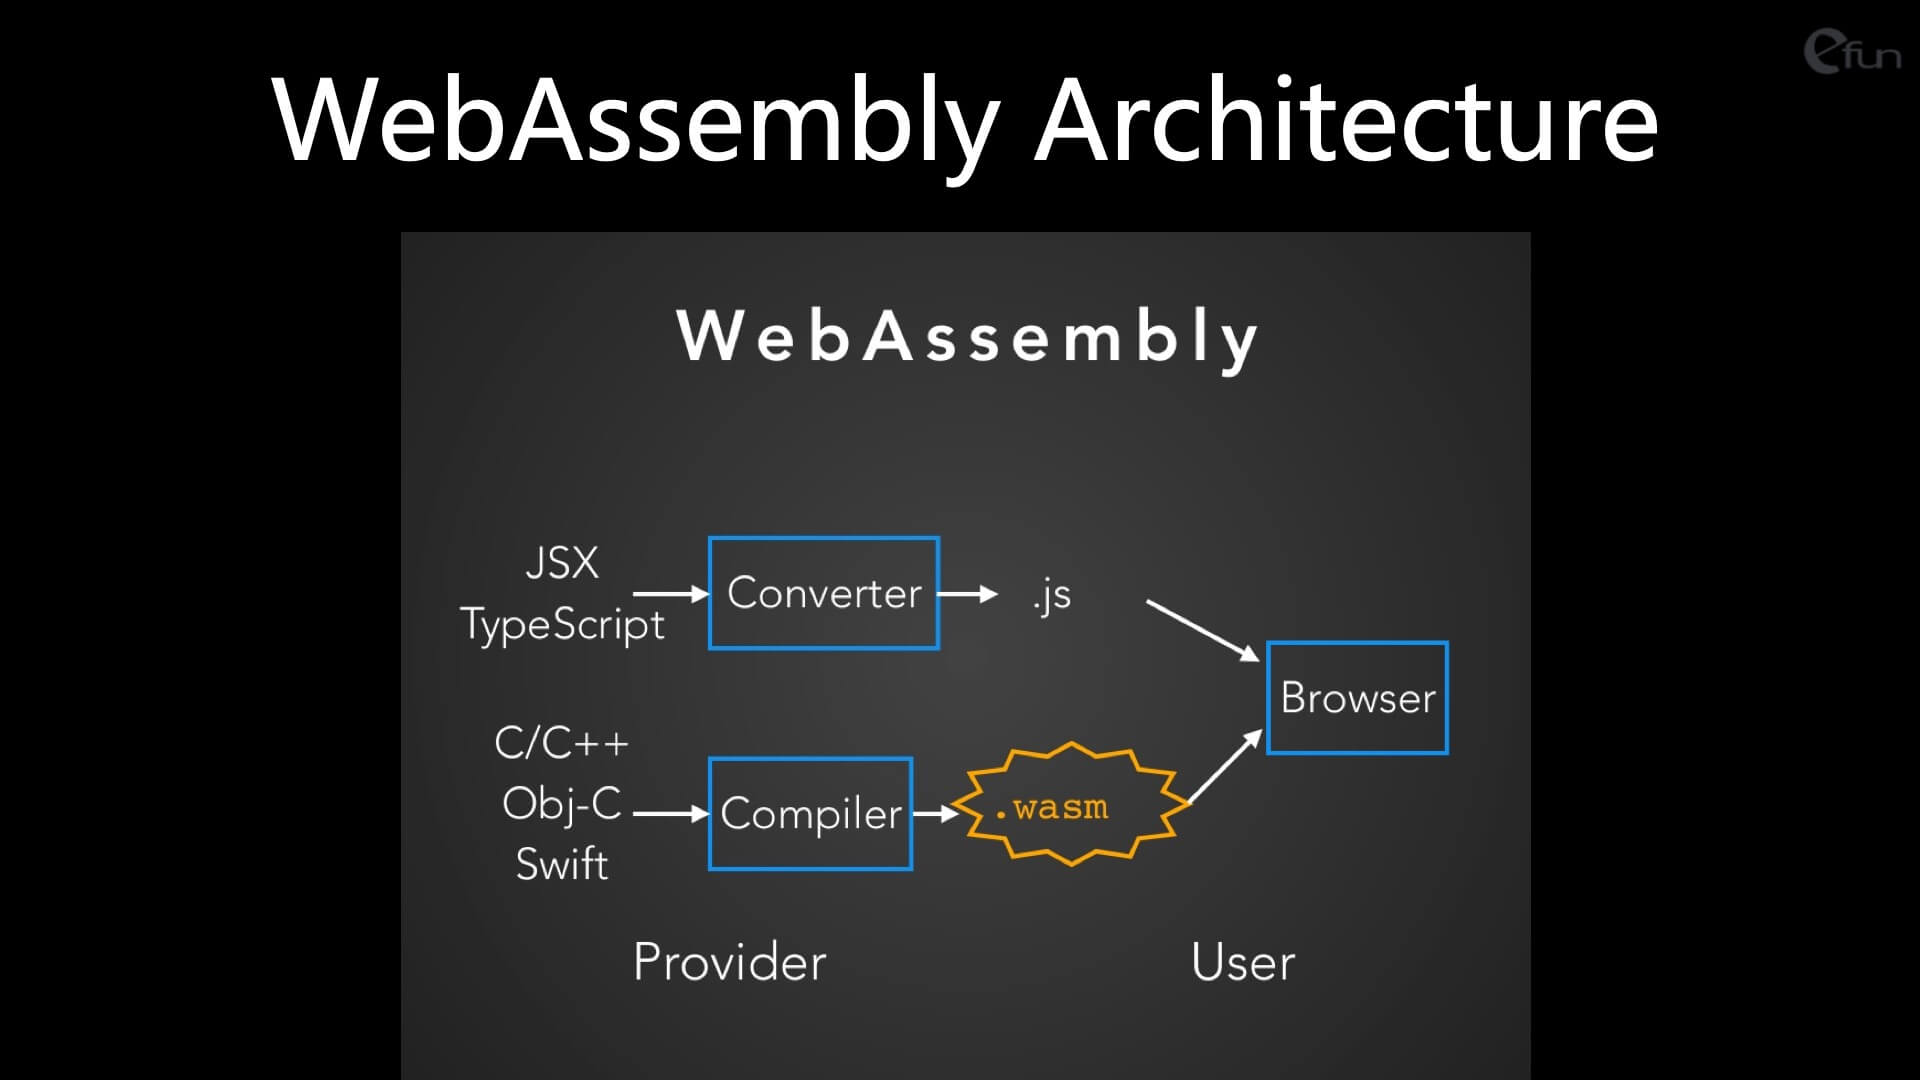 efun
WebAssembly Architecture
WebAssembly
JSX
TypeScript
Converter
.js
Browser
C/C++
Obj-C
Swift
Compiler
.wasm
Provider
User